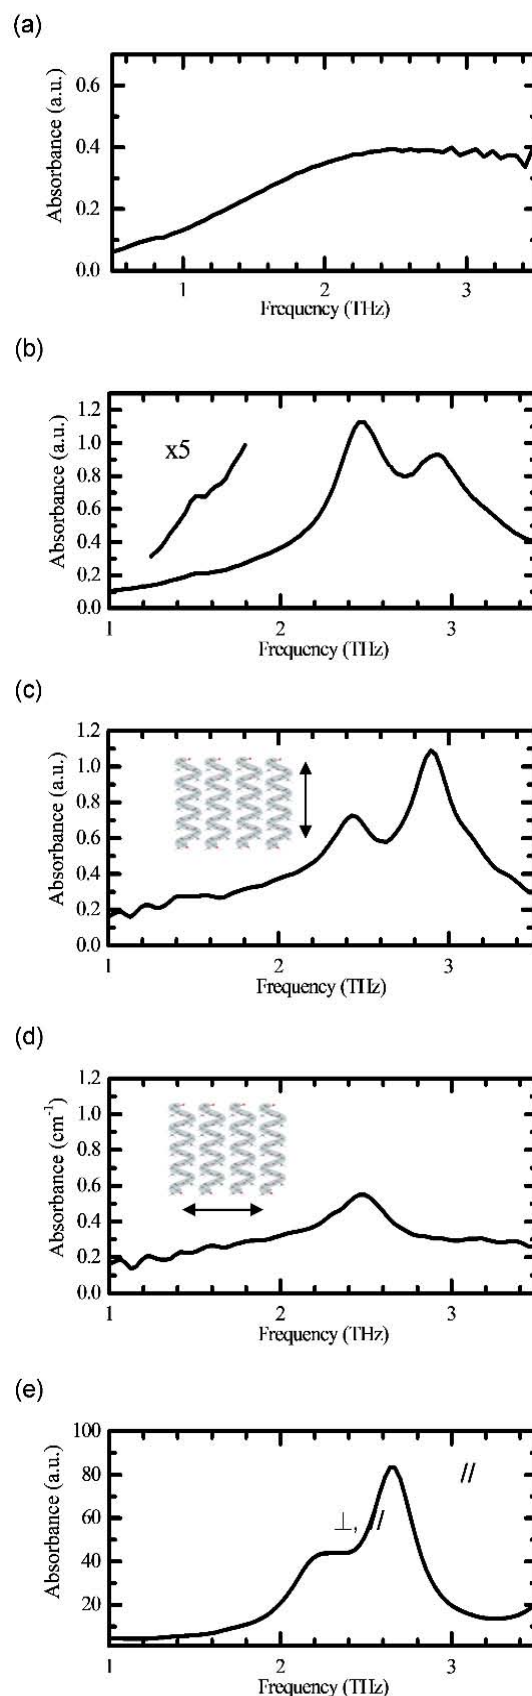 (a)
Absorbance (a.u.)
0.6
0.4
0.2
0.0
1 2 3
Frequency (THz)
(b)
Absorbance (a.u.)
1.2
1.0
0.8
0.6
0.4
0.2
0.0
x5
1 2 3
Frequency (THz)
(c)
Absorbance (a.u.)
1.2
1.0
0.8
0.6
0.4
0.2
0.0
1 2 3
Frequency (THz)
(d)
Absorbance (cm⁻¹)
1.2
1.0
0.8
0.6
0.4
0.2
0.0
1 2 3
Frequency (THz)
(e)
Absorbance (a.u.)
100
80
60
40
20
//
⊥, //
1 2 3
Frequency (THz)